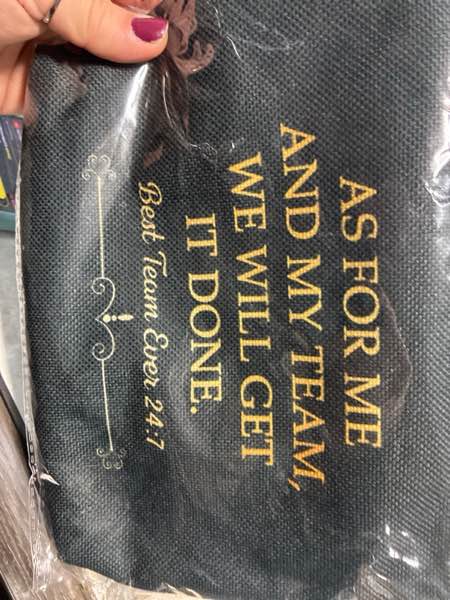 AS FOR ME
AND MY TEAM,
WE WILL GET
IT DONE.
Best Team Ever 24-7